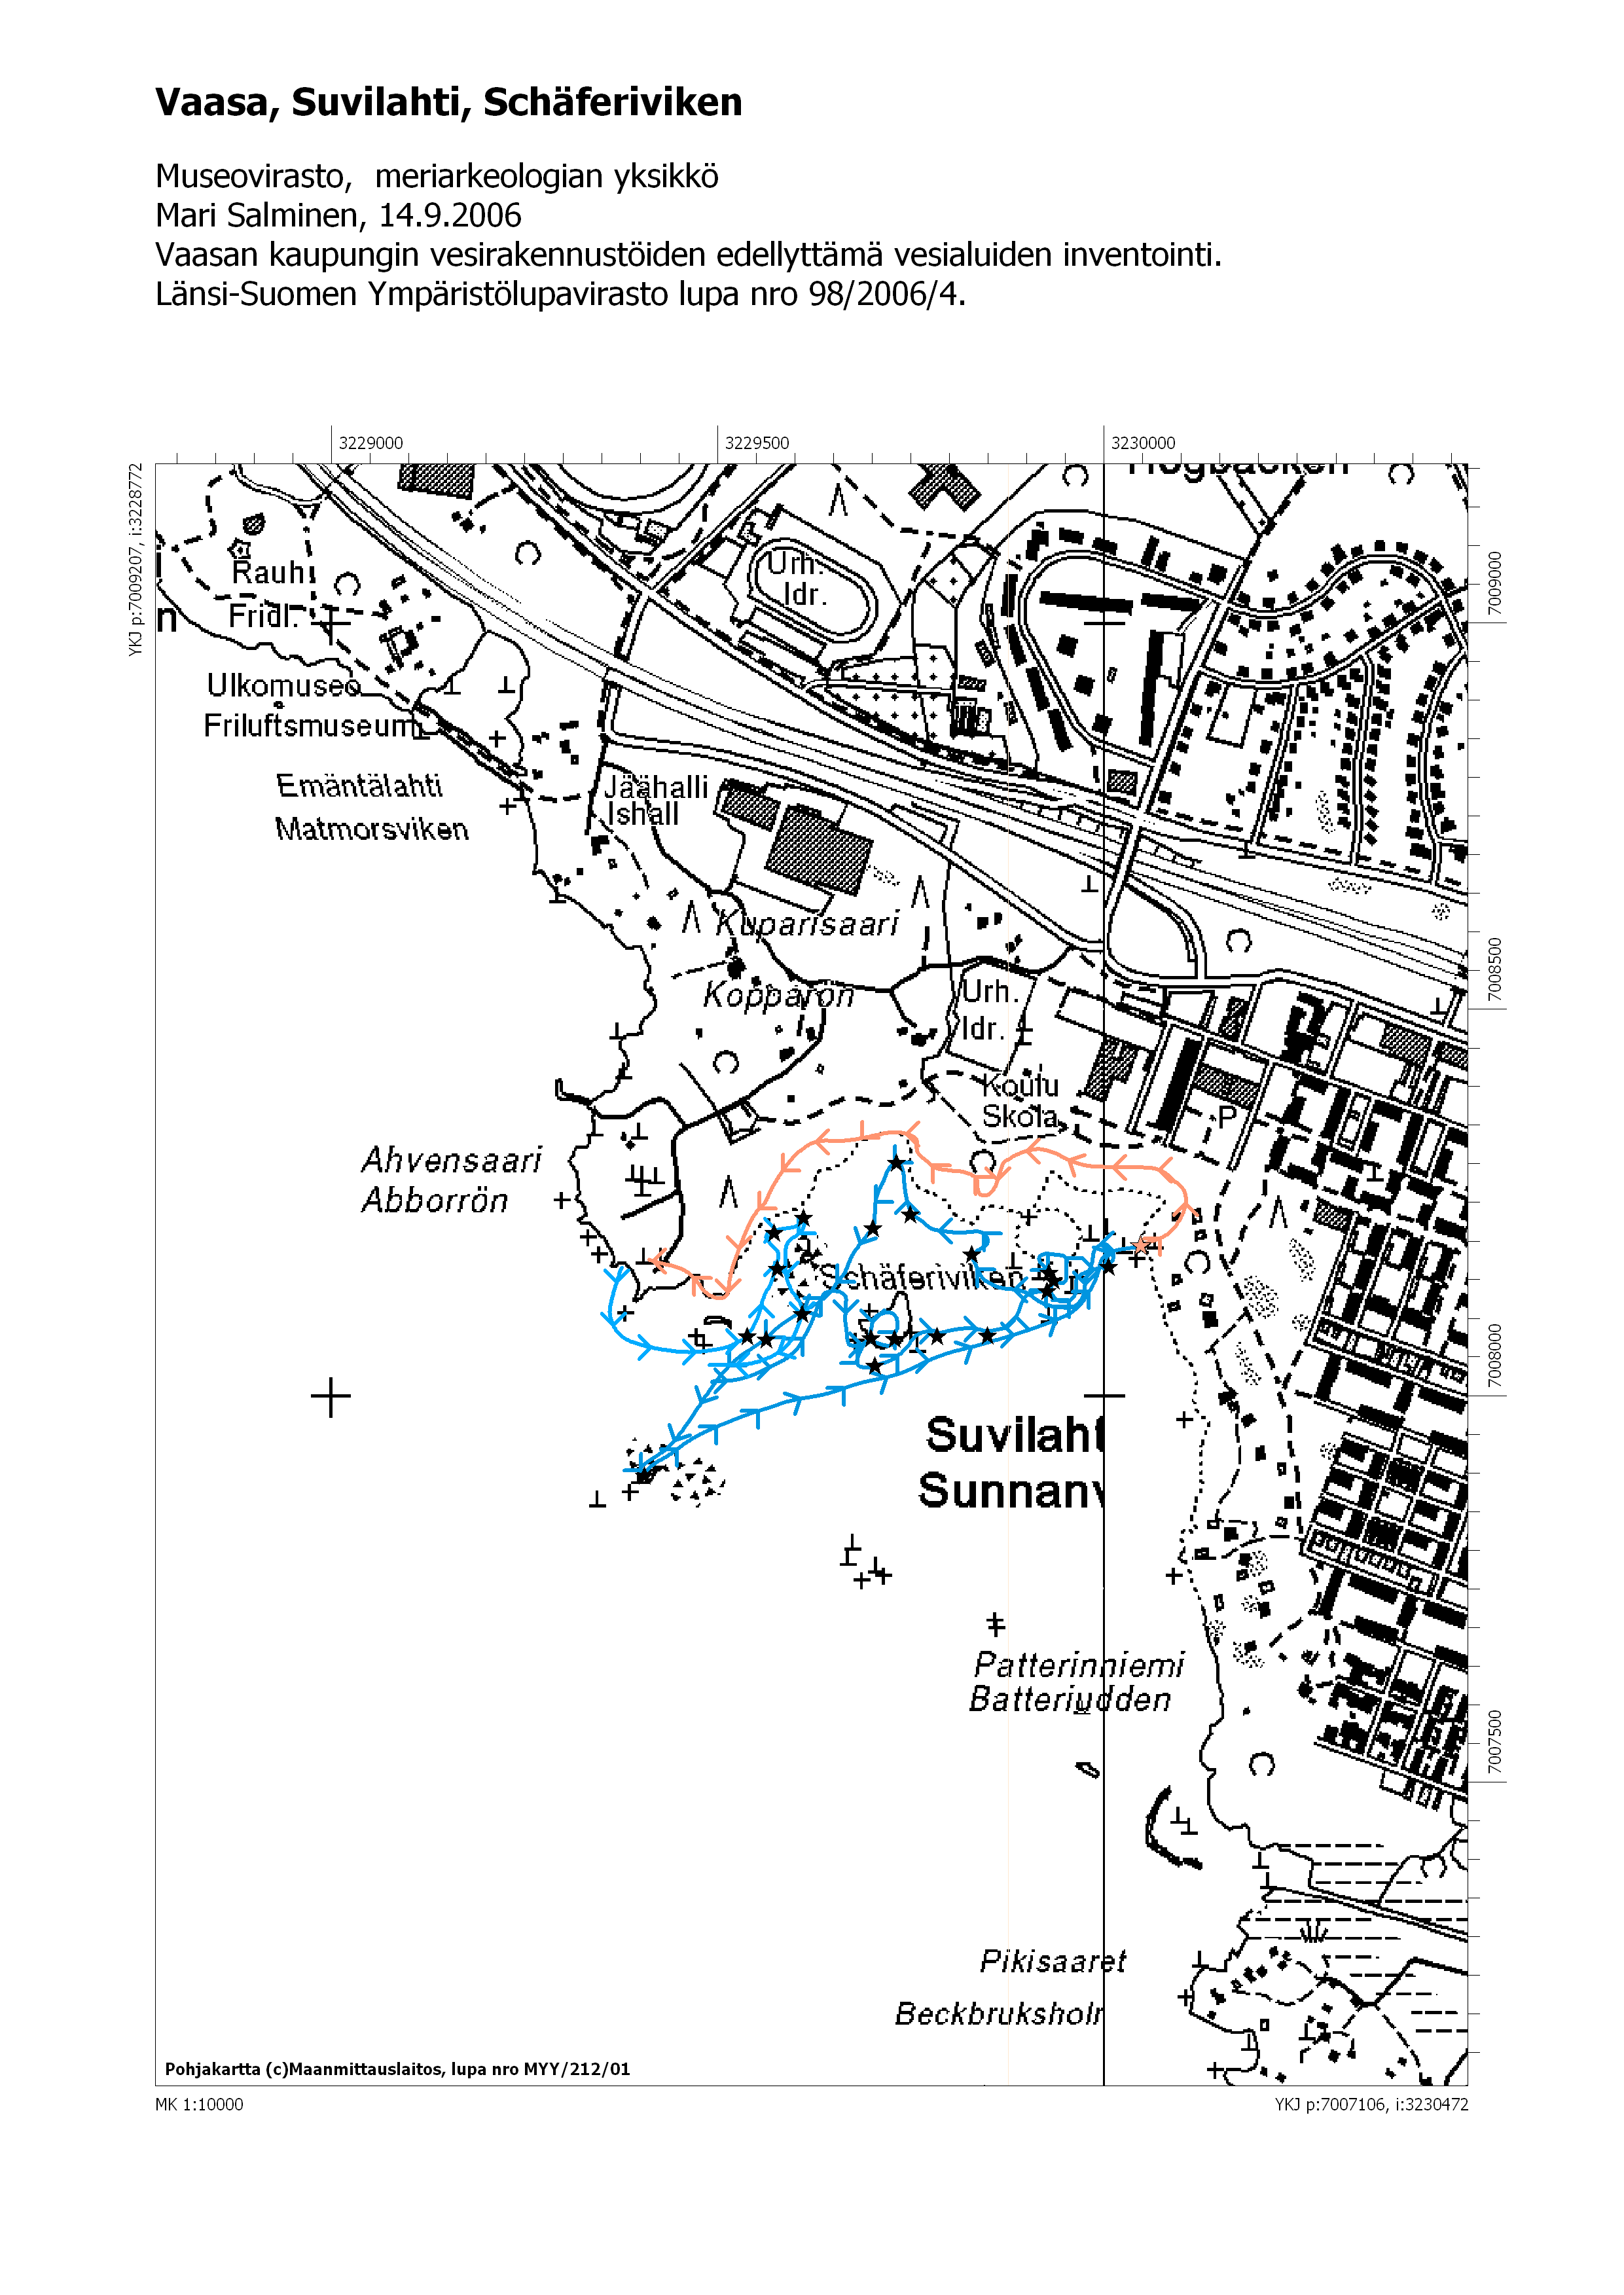 Vaasa, Suvilahti, Schäferiviken
Museovirasto, meriarkeologian yksikkö
Mari Salminen, 14.9.2006
Vaasan kaupungin vesirakennustöiden edellyttämä vesialuiden inventointi.
Länsi-Suomen Ympäristölupavirasto lupa nro 98/2006/4.
3229000
3229500
3230000
YKJ p:7009207, i:3228772
7009000
Rauh.
Fridl.
n
Urh.
Idr.
Ulkomuseo
Friluftsmuseum
Emäntälahti
Matmorsviken
Jäähalli
Ishall
Kuparisaari
Kopparön
7008500
Urh.
Idr.
Koulu
Skola
P
Ahvensaari
Abborrön
Schäferiviken
7008000
Suvilaht
Sunnanv
Patterinniemi
Batteriudden
7007500
Pikisaaret
Beckbruksholm
Pohjakartta (c)Maanmittauslaitos, lupa nro MYY/212/01
MK 1:10000
YKJ p:7007106, i:3230472